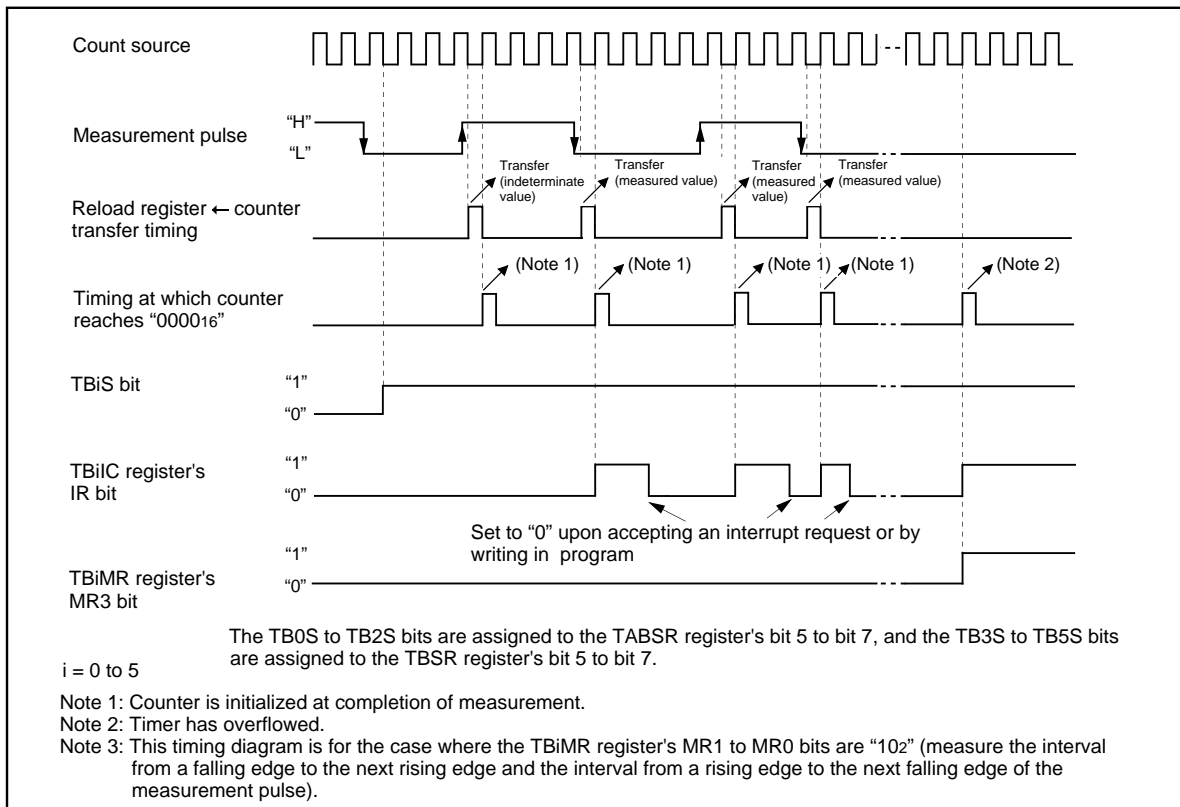 Count source
Measurement pulse
“H”
“L”
Transfer
(indeterminate
value)
Transfer
(measured value)
Transfer
(measured
value)
Transfer
(measured value)
Reload register ← counter
transfer timing
(Note 1)
(Note 1)
(Note 1)
(Note 1)
(Note 2)
Timing at which counter
reaches “000016”
TBiS bit
“1”
“0”
TBiIC register's
IR bit
“1”
“0”
Set to “0” upon accepting an interrupt request or by
writing in program
TBiMR register's
MR3 bit
“1”
“0”
The TB0S to TB2S bits are assigned to the TABSR register's bit 5 to bit 7, and the TB3S to TB5S bits
are assigned to the TBSR register's bit 5 to bit 7.
i = 0 to 5
Note 1: Counter is initialized at completion of measurement.
Note 2: Timer has overflowed.
Note 3: This timing diagram is for the case where the TBiMR register's MR1 to MR0 bits are “102” (measure the interval
from a falling edge to the next rising edge and the interval from a rising edge to the next falling edge of the
measurement pulse).